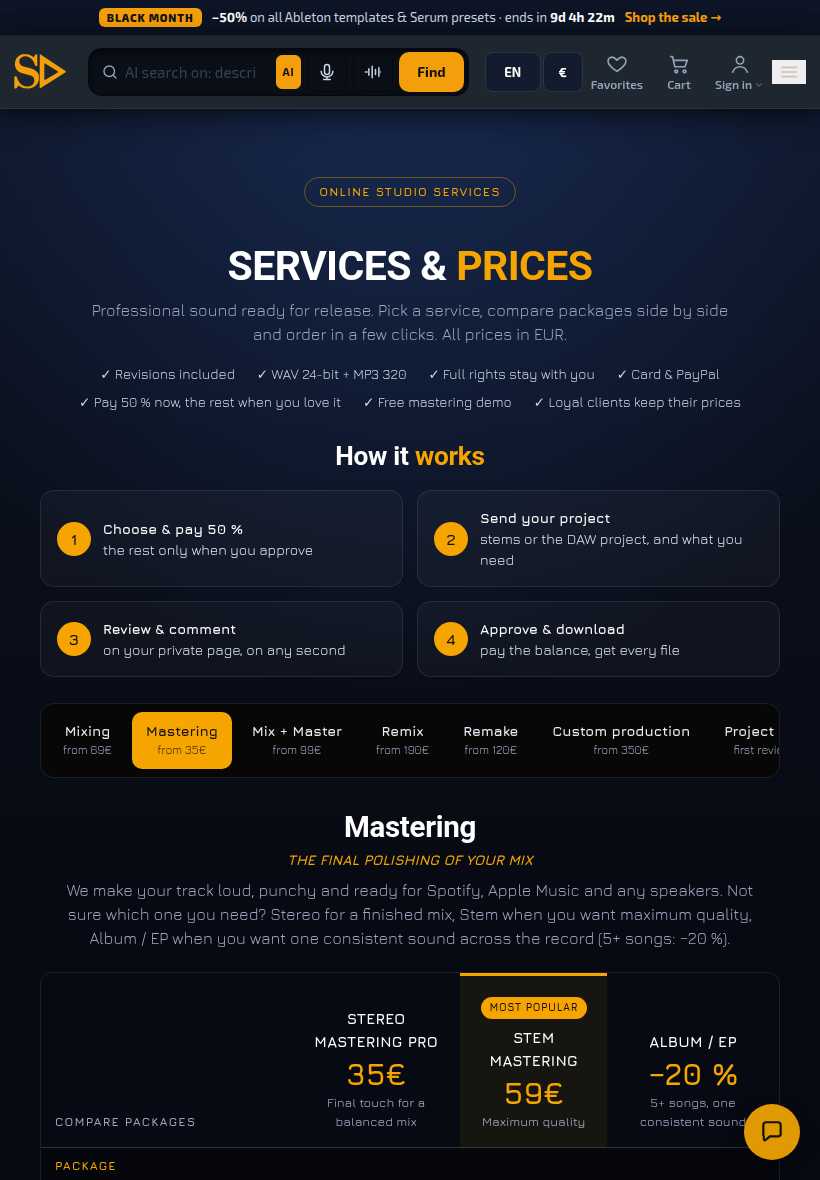 BLACK MONTH −50% on all Ableton templates & Serum presets · ends in 9d 4h 22m Shop the sale →
AI search on: descri AI Find EN € Favorites Cart Sign in
ONLINE STUDIO SERVICES
SERVICES & PRICES
Professional sound ready for release. Pick a service, compare packages side by side
and order in a few clicks. All prices in EUR.
✓ Revisions included ✓ WAV 24-bit + MP3 320 ✓ Full rights stay with you ✓ Card & PayPal
✓ Pay 50 % now, the rest when you love it ✓ Free mastering demo ✓ Loyal clients keep their prices
How it works
1 Choose & pay 50 %
the rest only when you approve
2 Send your project
stems or the DAW project, and what you
need
3 Review & comment
on your private page, on any second
4 Approve & download
pay the balance, get every file
Mixing Mastering Mix + Master Remix Remake Custom production Project
from 69€ from 35€ from 99€ from 190€ from 120€ from 350€ first revi
Mastering
THE FINAL POLISHING OF YOUR MIX
We make your track loud, punchy and ready for Spotify, Apple Music and any speakers. Not
sure which one you need? Stereo for a finished mix, Stem when you want maximum quality,
Album / EP when you want one consistent sound across the record (5+ songs: −20 %).
COMPARE PACKAGES
STEREO
MASTERING PRO
35€
Final touch for a
balanced mix
MOST POPULAR
STEM
MASTERING
59€
Maximum quality
ALBUM / EP
−20 %
5+ songs, one
consistent sound
PACKAGE